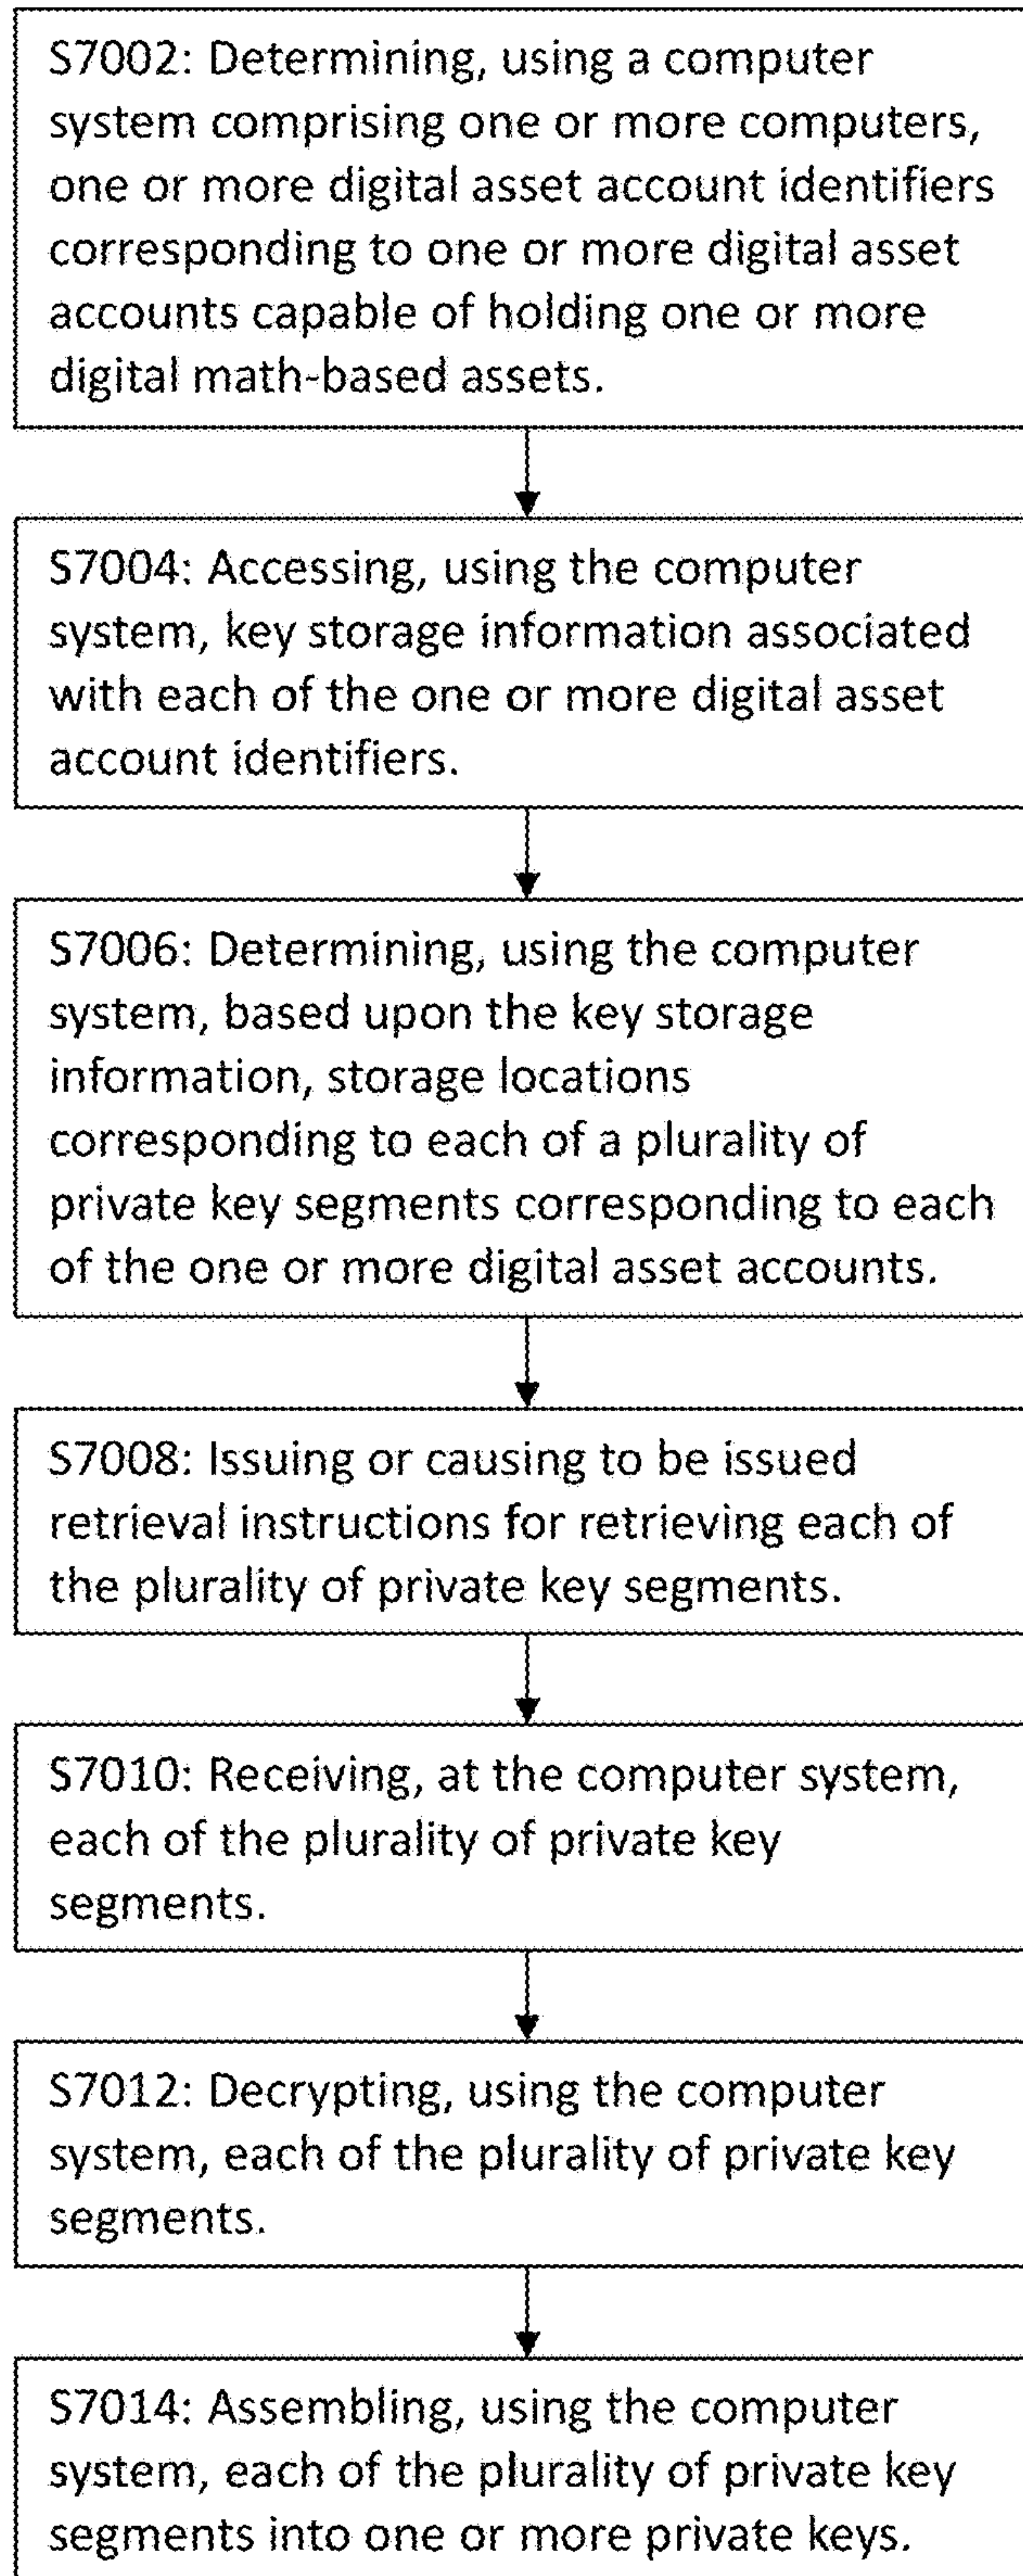 S7002: Determining, using a computer
system comprising one or more computers,
one or more digital asset account identifiers
corresponding to one or more digital asset
accounts capable of holding one or more
digital math-based assets.
S7004: Accessing, using the computer
system, key storage information associated
with each of the one or more digital asset
account identifiers.
S7006: Determining, using the computer
system, based upon the key storage
information, storage locations
corresponding to each of a plurality of
private key segments corresponding to each
of the one or more digital asset accounts.
S7008: Issuing or causing to be issued
retrieval instructions for retrieving each of
the plurality of private key segments.
S7010: Receiving, at the computer system,
each of the plurality of private key
segments.
S7012: Decrypting, using the computer
system, each of the plurality of private key
segments.
S7014: Assembling, using the computer
system, each of the plurality of private key
segments into one or more private keys.